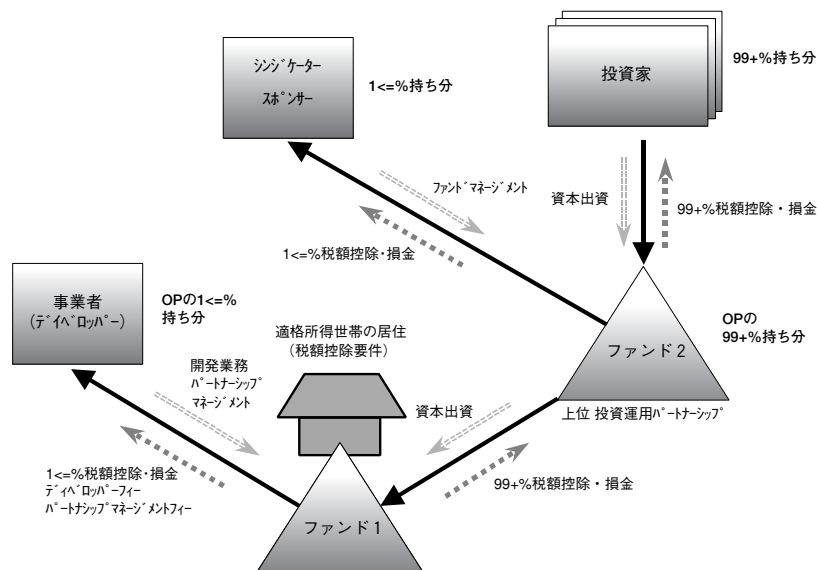 シンジケーター
スポンサー
1<=%持ち分
投資家
99+%持ち分
ファンドマネージメント
1<=%税額控除・損金
資本出資
99+%税額控除・損金
事業者
(ディベロッパー)
OPの1<=%
持ち分
適格所得世帯の居住
(税額控除要件)
ファンド2
OPの
99+%持ち分
上位 投資運用パートナーシップ
開発業務
パートナーシップ
マネージメント
資本出資
1<=%税額控除・損金
ディベロッパーフィー
パートナシップマネージメントフィー
99+%税額控除・損金
ファンド1